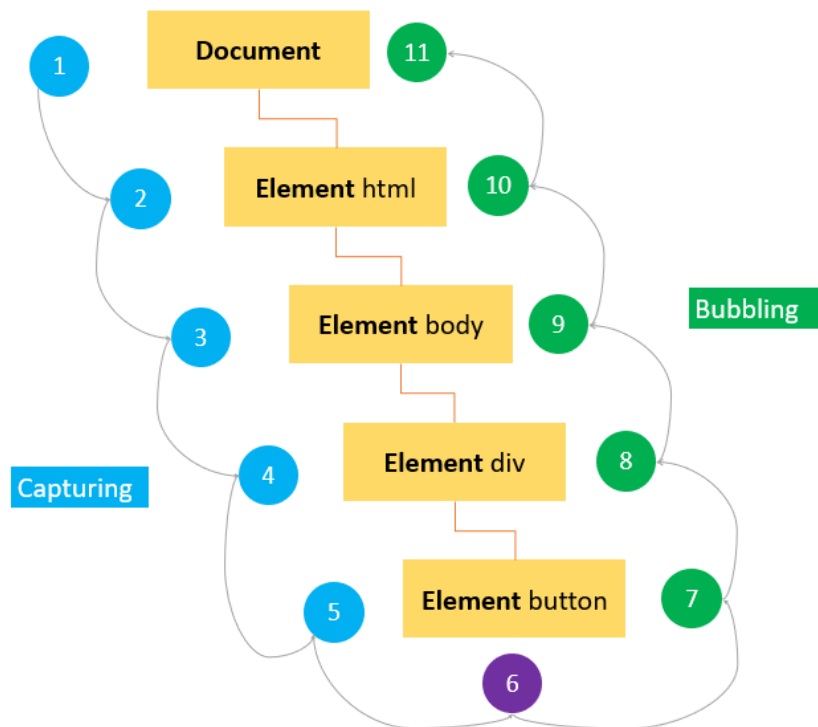 1
Document
11
2
Element html
10
3
Element body
9
Bubbling
Capturing
4
Element div
8
5
Element button
7
6